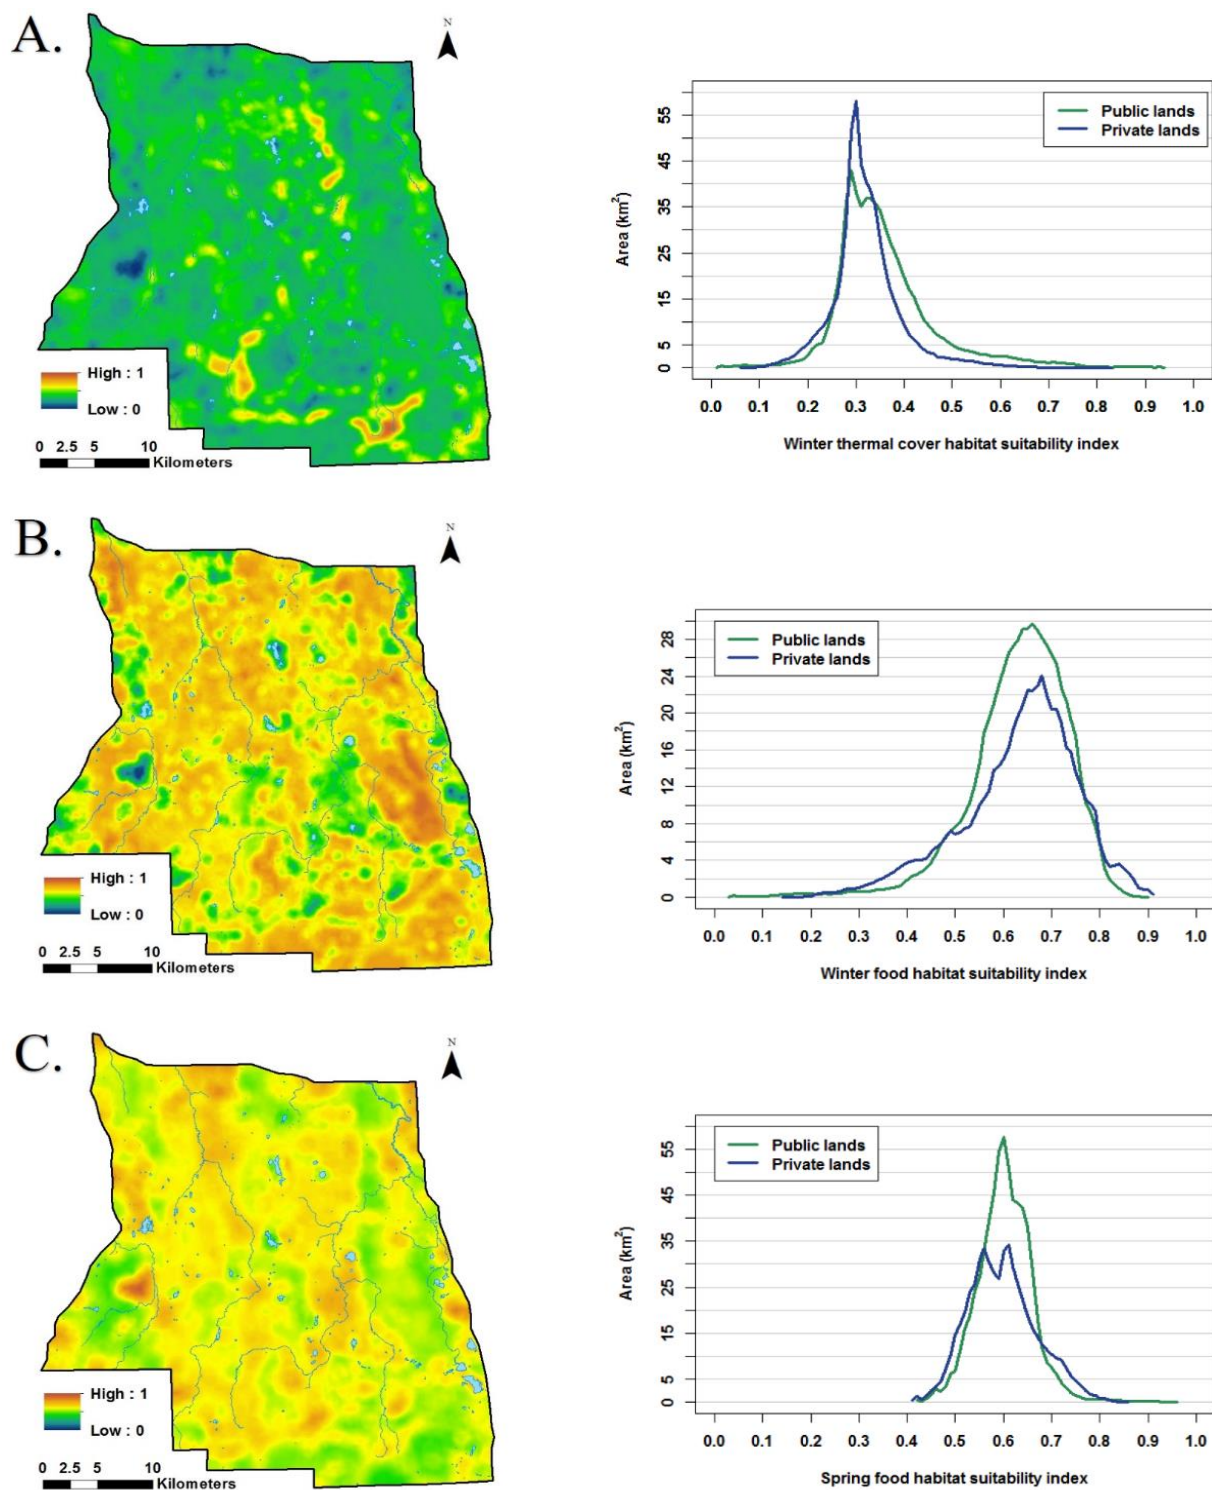 A.
N
High : 1
Low : 0
0 2.5 5 10
Kilometers
Public lands
Private lands
Area (km²)
55
45
35
25
15
5
0
0.0 0.1 0.2 0.3 0.4 0.5 0.6 0.7 0.8 0.9 1.0
Winter thermal cover habitat suitability index
B.
N
High : 1
Low : 0
0 2.5 5 10
Kilometers
Public lands
Private lands
Area (km²)
28
24
20
16
12
8
4
0
0.0 0.1 0.2 0.3 0.4 0.5 0.6 0.7 0.8 0.9 1.0
Winter food habitat suitability index
C.
N
High : 1
Low : 0
0 2.5 5 10
Kilometers
Public lands
Private lands
Area (km²)
55
45
35
25
15
5
0
0.0 0.1 0.2 0.3 0.4 0.5 0.6 0.7 0.8 0.9 1.0
Spring food habitat suitability index